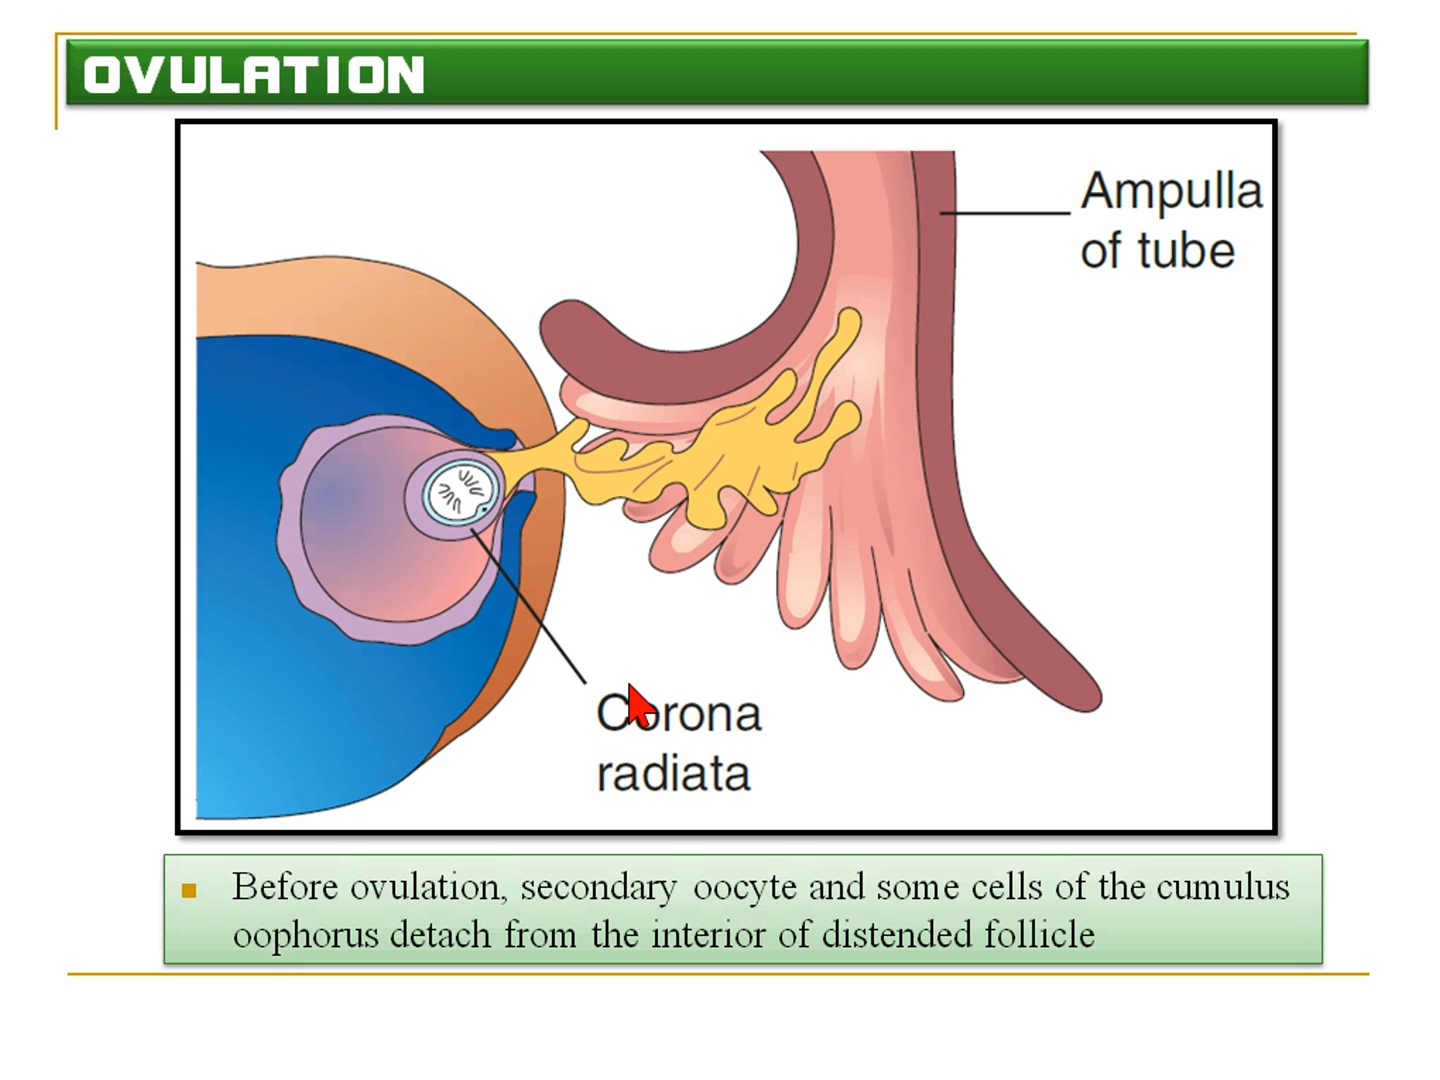 OVULATION
Ampulla
of tube
Corona
radiata
Before ovulation, secondary oocyte and some cells of the cumulus
oophorus detach from the interior of distended follicle